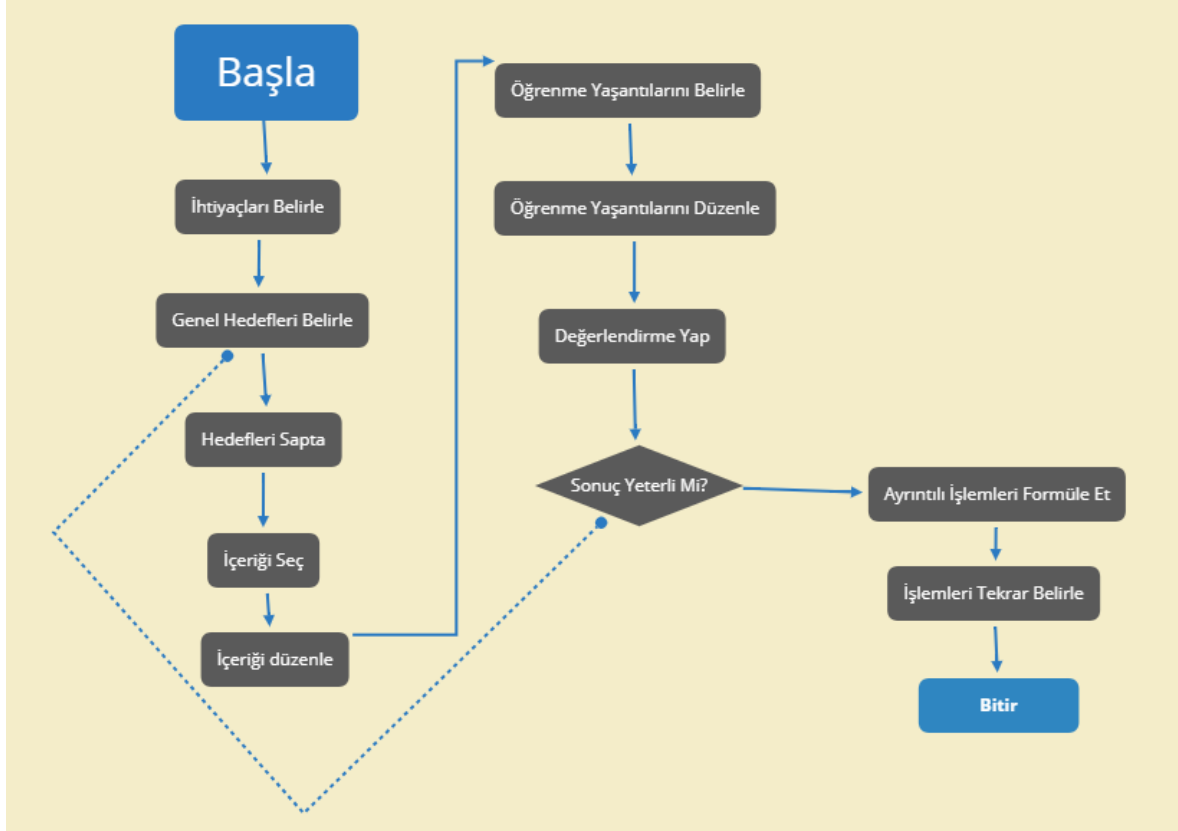 Başla
İhtiyaçları Belirle
Genel Hedefleri Belirle
Hedefleri Sapta
İçeriği Seç
İçeriği düzenle
Öğrenme Yaşantılarını Belirle
Öğrenme Yaşantılarını Düzenle
Değerlendirme Yap
Sonuç Yeterli Mi?
Ayrıntılı İşlemleri Formüle Et
İşlemleri Tekrar Belirle
Bitir